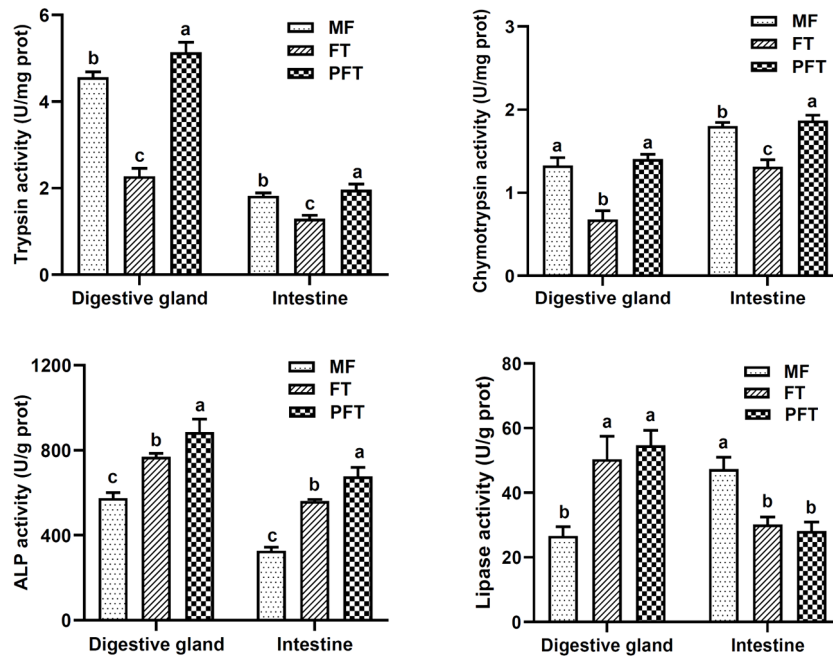 Trypsin activity (U/mg prot)
6
4
2
0
MF
FT
PFT
b
c
a
b
c
a
Digestive gland
Intestine
Chymotrypsin activity (U/mg prot)
3
2
1
0
MF
FT
PFT
a
b
a
b
c
a
Digestive gland
Intestine
ALP activity (U/g prot)
1200
800
400
0
MF
FT
PFT
c
b
a
c
b
a
Digestive gland
Intestine
Lipase activity (U/g prot)
80
60
40
20
0
MF
FT
PFT
b
a
a
a
b
b
Digestive gland
Intestine